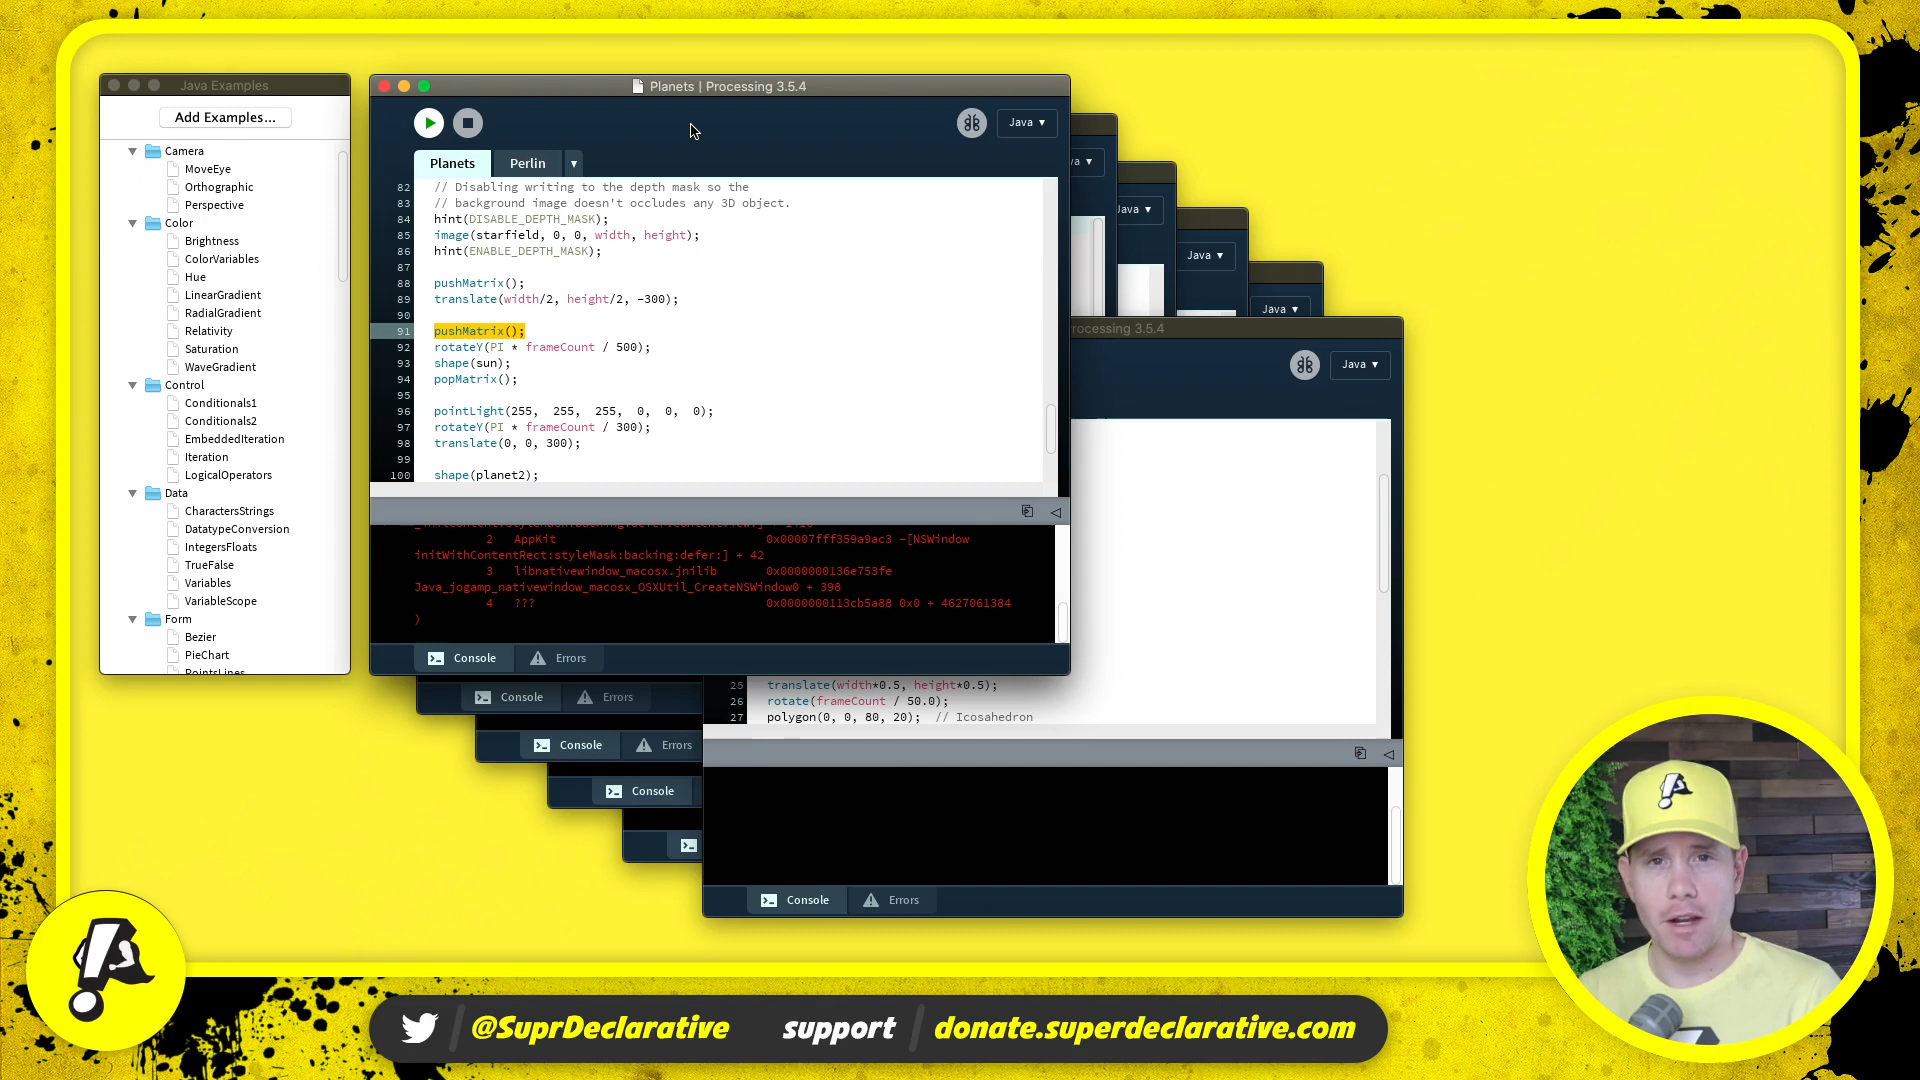 Java Examples
Add Examples...
Camera
MoveEye
Orthographic
Perspective
Color
Brightness
ColorVariables
Hue
LinearGradient
RadialGradient
Relativity
Saturation
WaveGradient
Control
Conditionals1
Conditionals2
EmbeddedIteration
Iteration
LogicalOperators
Data
CharactersStrings
DatatypeConversion
IntegersFloats
TrueFalse
Variables
VariableScope
Form
Bezier
PieChart
PointsLines
Planets | Processing 3.5.4
Java
Planets Perlin
82 // Disabling writing to the depth mask so the
83 // background image doesn't occludes any 3D object.
84 hint(DISABLE_DEPTH_MASK);
85 image(starfield, 0, 0, width, height);
86 hint(ENABLE_DEPTH_MASK);
87
88 pushMatrix();
89 translate(width/2, height/2, -300);
90
91 pushMatrix();
92 rotateY(PI * frameCount / 500);
93 shape(sun);
94 popMatrix();
95
96 pointLight(255, 255, 255, 0, 0, 0);
97 rotateY(PI * frameCount / 300);
98 translate(0, 0, 300);
99
100 shape(planet2);
2 AppKit 0x00007fff359a9ac3 -[NSWindow
initWithContentRect:styleMask:backing:defer:] + 42
3 libnativewindow_macosx.jnilib 0x0000000136e753fe
Java_jogamp_nativewindow_macosx_OSXUtil_CreateNSWindow0 + 398
4 ??? 0x0000000113cb5a88 0x0 + 4627061384
)
Console Errors
va
Java
Java
Java
rocessing 3.5.4
Java
Console Errors
Console Errors
Console
25 translate(width*0.5, height*0.5);
26 rotate(frameCount / 50.0);
27 polygon(0, 0, 80, 20); // Icosahedron
Console Errors
@SuprDeclarative support donate.superdeclarative.com